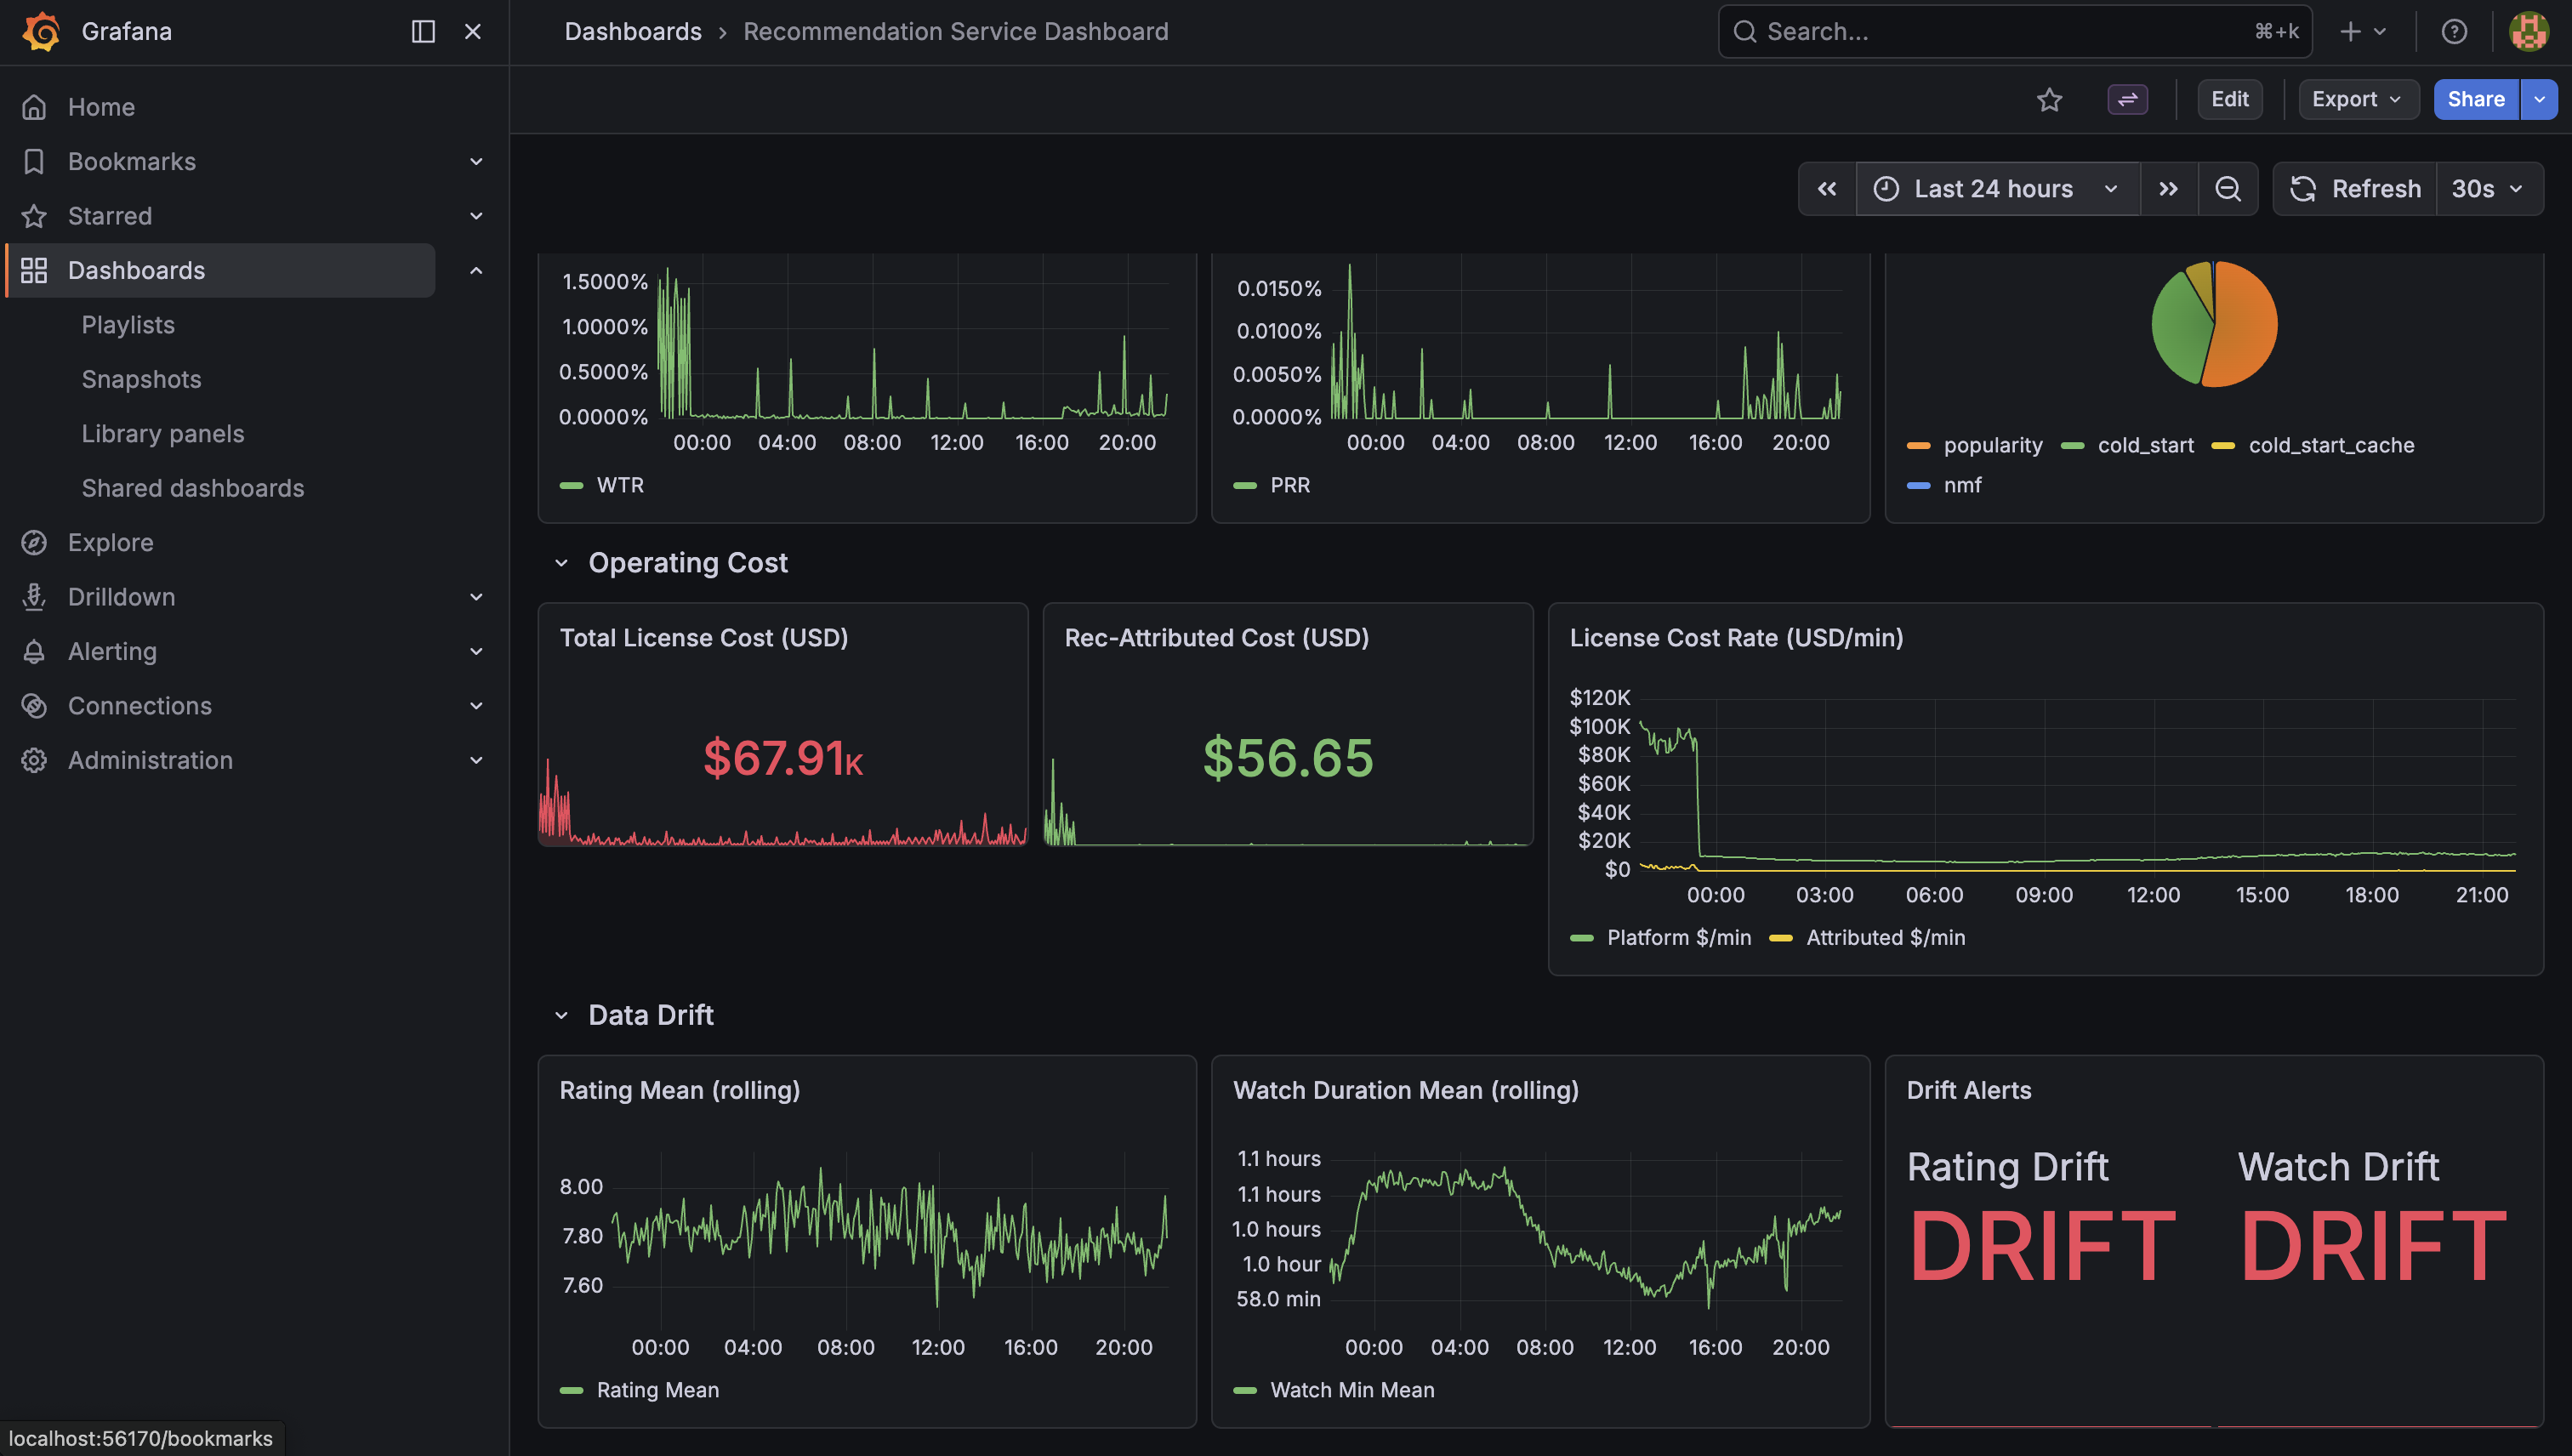 Grafana
Dashboards › Recommendation Service Dashboard
Search...
⌘+k
Home
Bookmarks
Starred
Dashboards
Playlists
Snapshots
Library panels
Shared dashboards
Explore
Drilldown
Alerting
Connections
Administration
Edit
Export
Share
Last 24 hours
Refresh
30s
1.5000%
1.0000%
0.5000%
0.0000%
00:00 04:00 08:00 12:00 16:00 20:00
WTR
0.0150%
0.0100%
0.0050%
0.0000%
00:00 04:00 08:00 12:00 16:00 20:00
PRR
popularity cold_start cold_start_cache
nmf
Operating Cost
Total License Cost (USD)
$67.91K
Rec-Attributed Cost (USD)
$56.65
License Cost Rate (USD/min)
$120K
$100K
$80K
$60K
$40K
$20K
$0
00:00 03:00 06:00 09:00 12:00 15:00 18:00 21:00
Platform $/min Attributed $/min
Data Drift
Rating Mean (rolling)
8.00
7.80
7.60
00:00 04:00 08:00 12:00 16:00 20:00
Rating Mean
Watch Duration Mean (rolling)
1.1 hours
1.1 hours
1.0 hours
1.0 hour
58.0 min
00:00 04:00 08:00 12:00 16:00 20:00
Watch Min Mean
Drift Alerts
Rating Drift Watch Drift
DRIFT DRIFT
localhost:56170/bookmarks